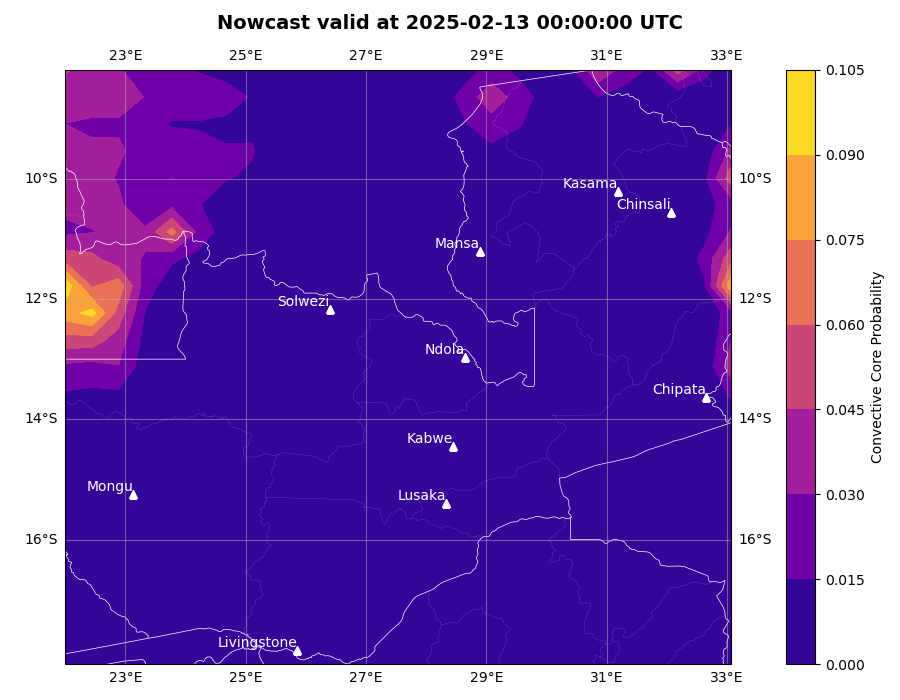 Nowcast valid at 2025-02-13 00:00:00 UTC
23°E 25°E 27°E 29°E 31°E 33°E
0.105
0.090
10°S Kasama 10°S
Chinsali
Mansa
0.075
12°S Solwezi 12°S
0.060
Ndola
Chipata
0.045
14°S 14°S
Kabwe
Mongu
Lusaka
0.030
16°S 16°S
0.015
Livingstone
0.000
23°E 25°E 27°E 29°E 31°E 33°E
Convective Core Probability